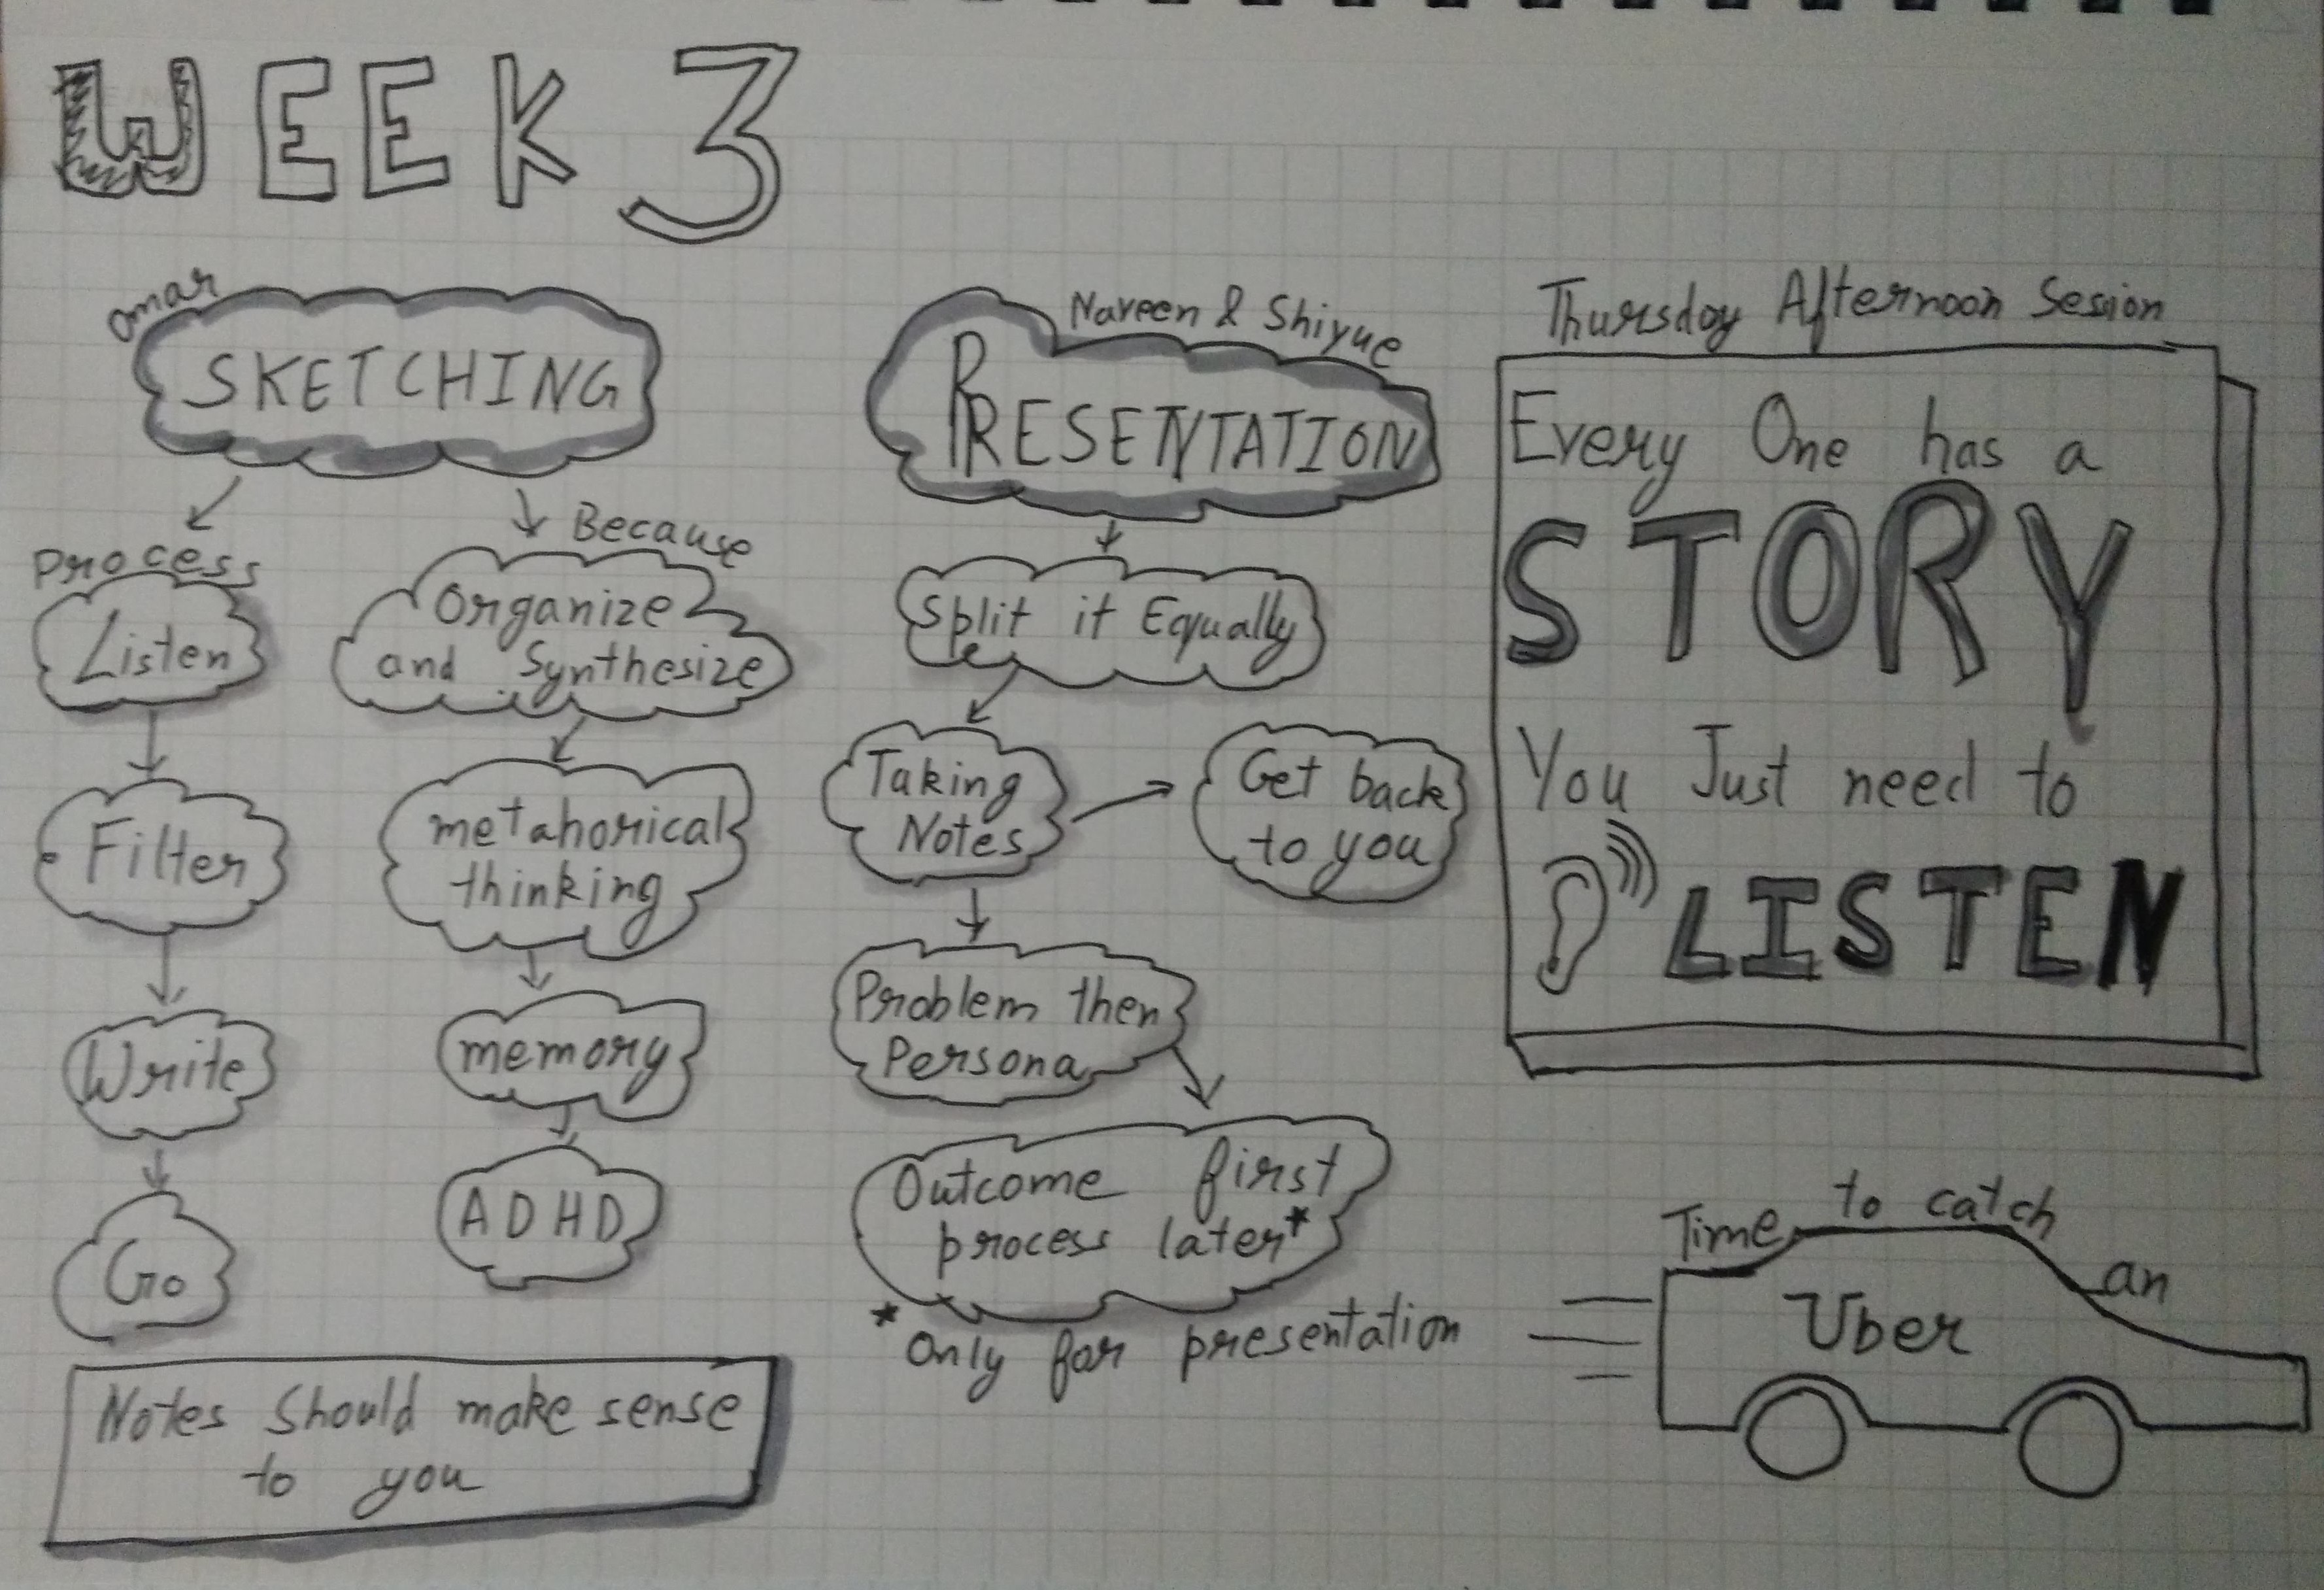 WEEK 3
Omar
SKETCHING
Process
Listen
Filter
Write
Go
Because
Organize
and Synthesize
metahorical
thinking
memory
ADHD
Notes Should make sense
to you
Naveen & Shiyue
PRESENTATION
Split it Equally
Taking
Notes
Get back
to you
Problem then
Persona
Outcome first
process later*
* Only for presentation
Thursday Afternoon Session
Every One has a
STORY
You Just need to
LISTEN
Time to catch an
Uber